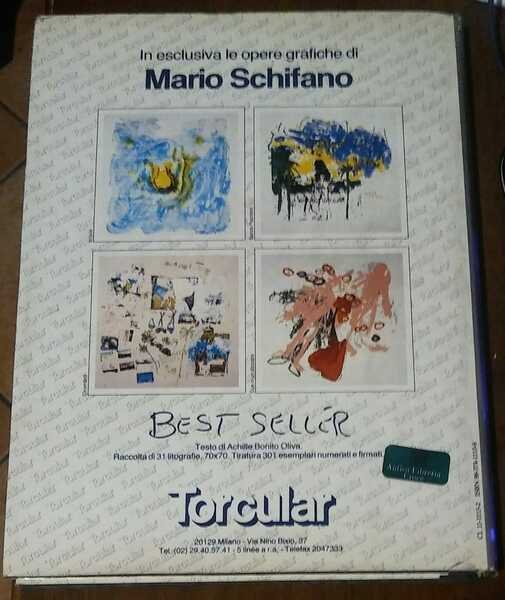 In esclusiva le opere grafiche di
Mario Schifano
BEST SELLER
Testo di Achille Bonito Oliva.
Raccolta di 31 litografie, 70x70. Tiratura 301 esemplari numerati e firmati.
Antica Libreria
Torcular
20129 Milano - Via Nino Bixio, 37
Tel. (02) 29.40.57.41 - 5 linee a r.a. - Telefax 2047333